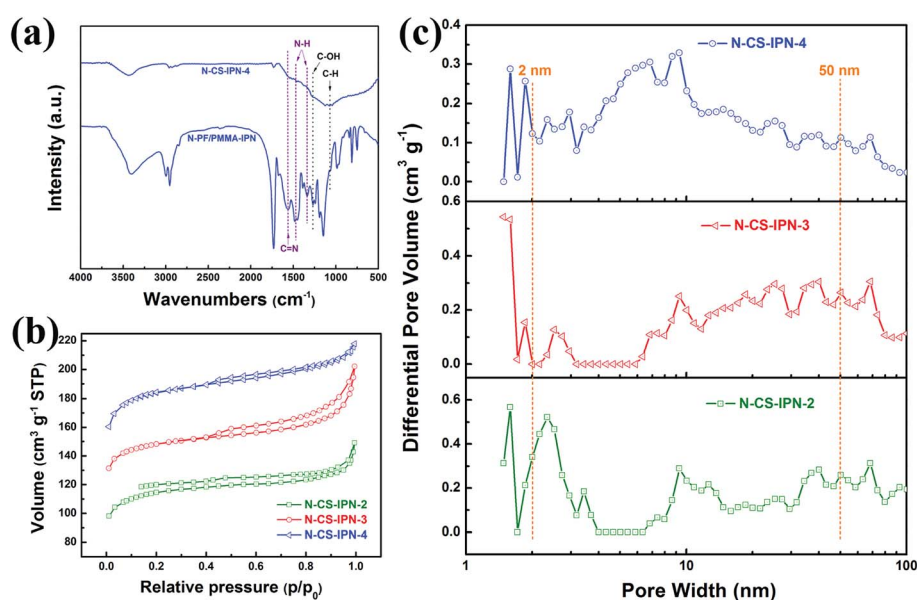 (a)
N-H
C-OH
C-H
N-CS-IPN-4
N-PF/PMMA-IPN
C=N
Intensity (a.u.)
4000 3500 3000 2500 2000 1500 1000 500
Wavenumbers (cm-1)
(b)
220
200
180
160
140
120
100
80
Volume (cm3 g-1 STP)
N-CS-IPN-2
N-CS-IPN-3
N-CS-IPN-4
0.0 0.2 0.4 0.6 0.8 1.0
Relative pressure (p/p0)
(c)
0.3
0.2
0.1
0.0
N-CS-IPN-4
2 nm
50 nm
0.6
0.4
0.2
0.0
N-CS-IPN-3
0.6
0.4
0.2
0.0
N-CS-IPN-2
Differential Pore Volume (cm3 g-1)
1 10 100
Pore Width (nm)